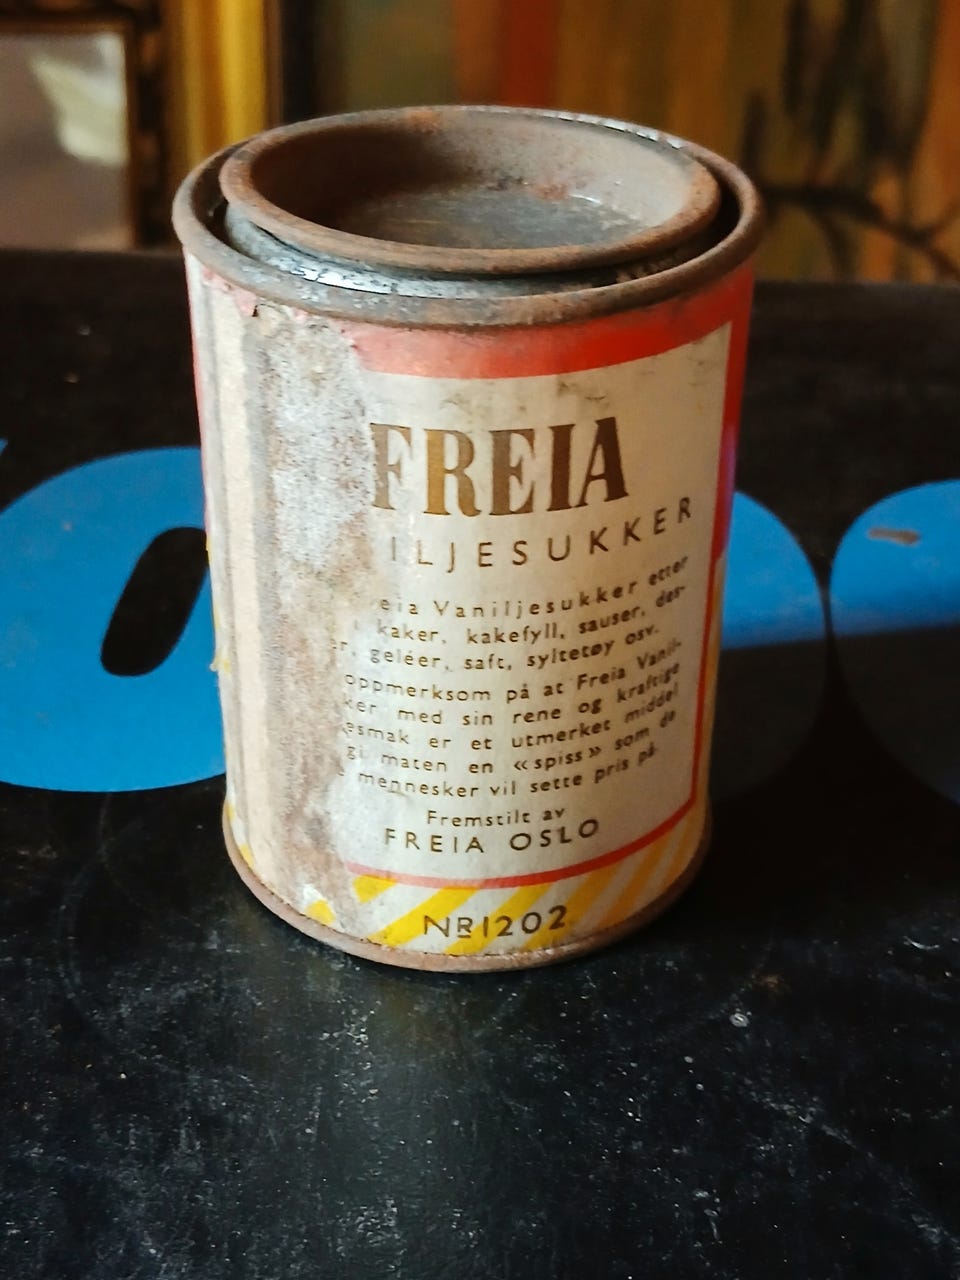 FREIA
ILJESUKKER
eia Vaniljesukker etter
kaker, kakefyll, sauser, des-
r, geléer, saft, syltetøy osv.
oppmerksom på at Freia Vanil-
ker med sin rene og kraftige
esmak er et utmerket middel
gi maten en «spiss» som de
e mennesker vil sette pris på.
Fremstilt av
FREIA OSLO
NR 1202